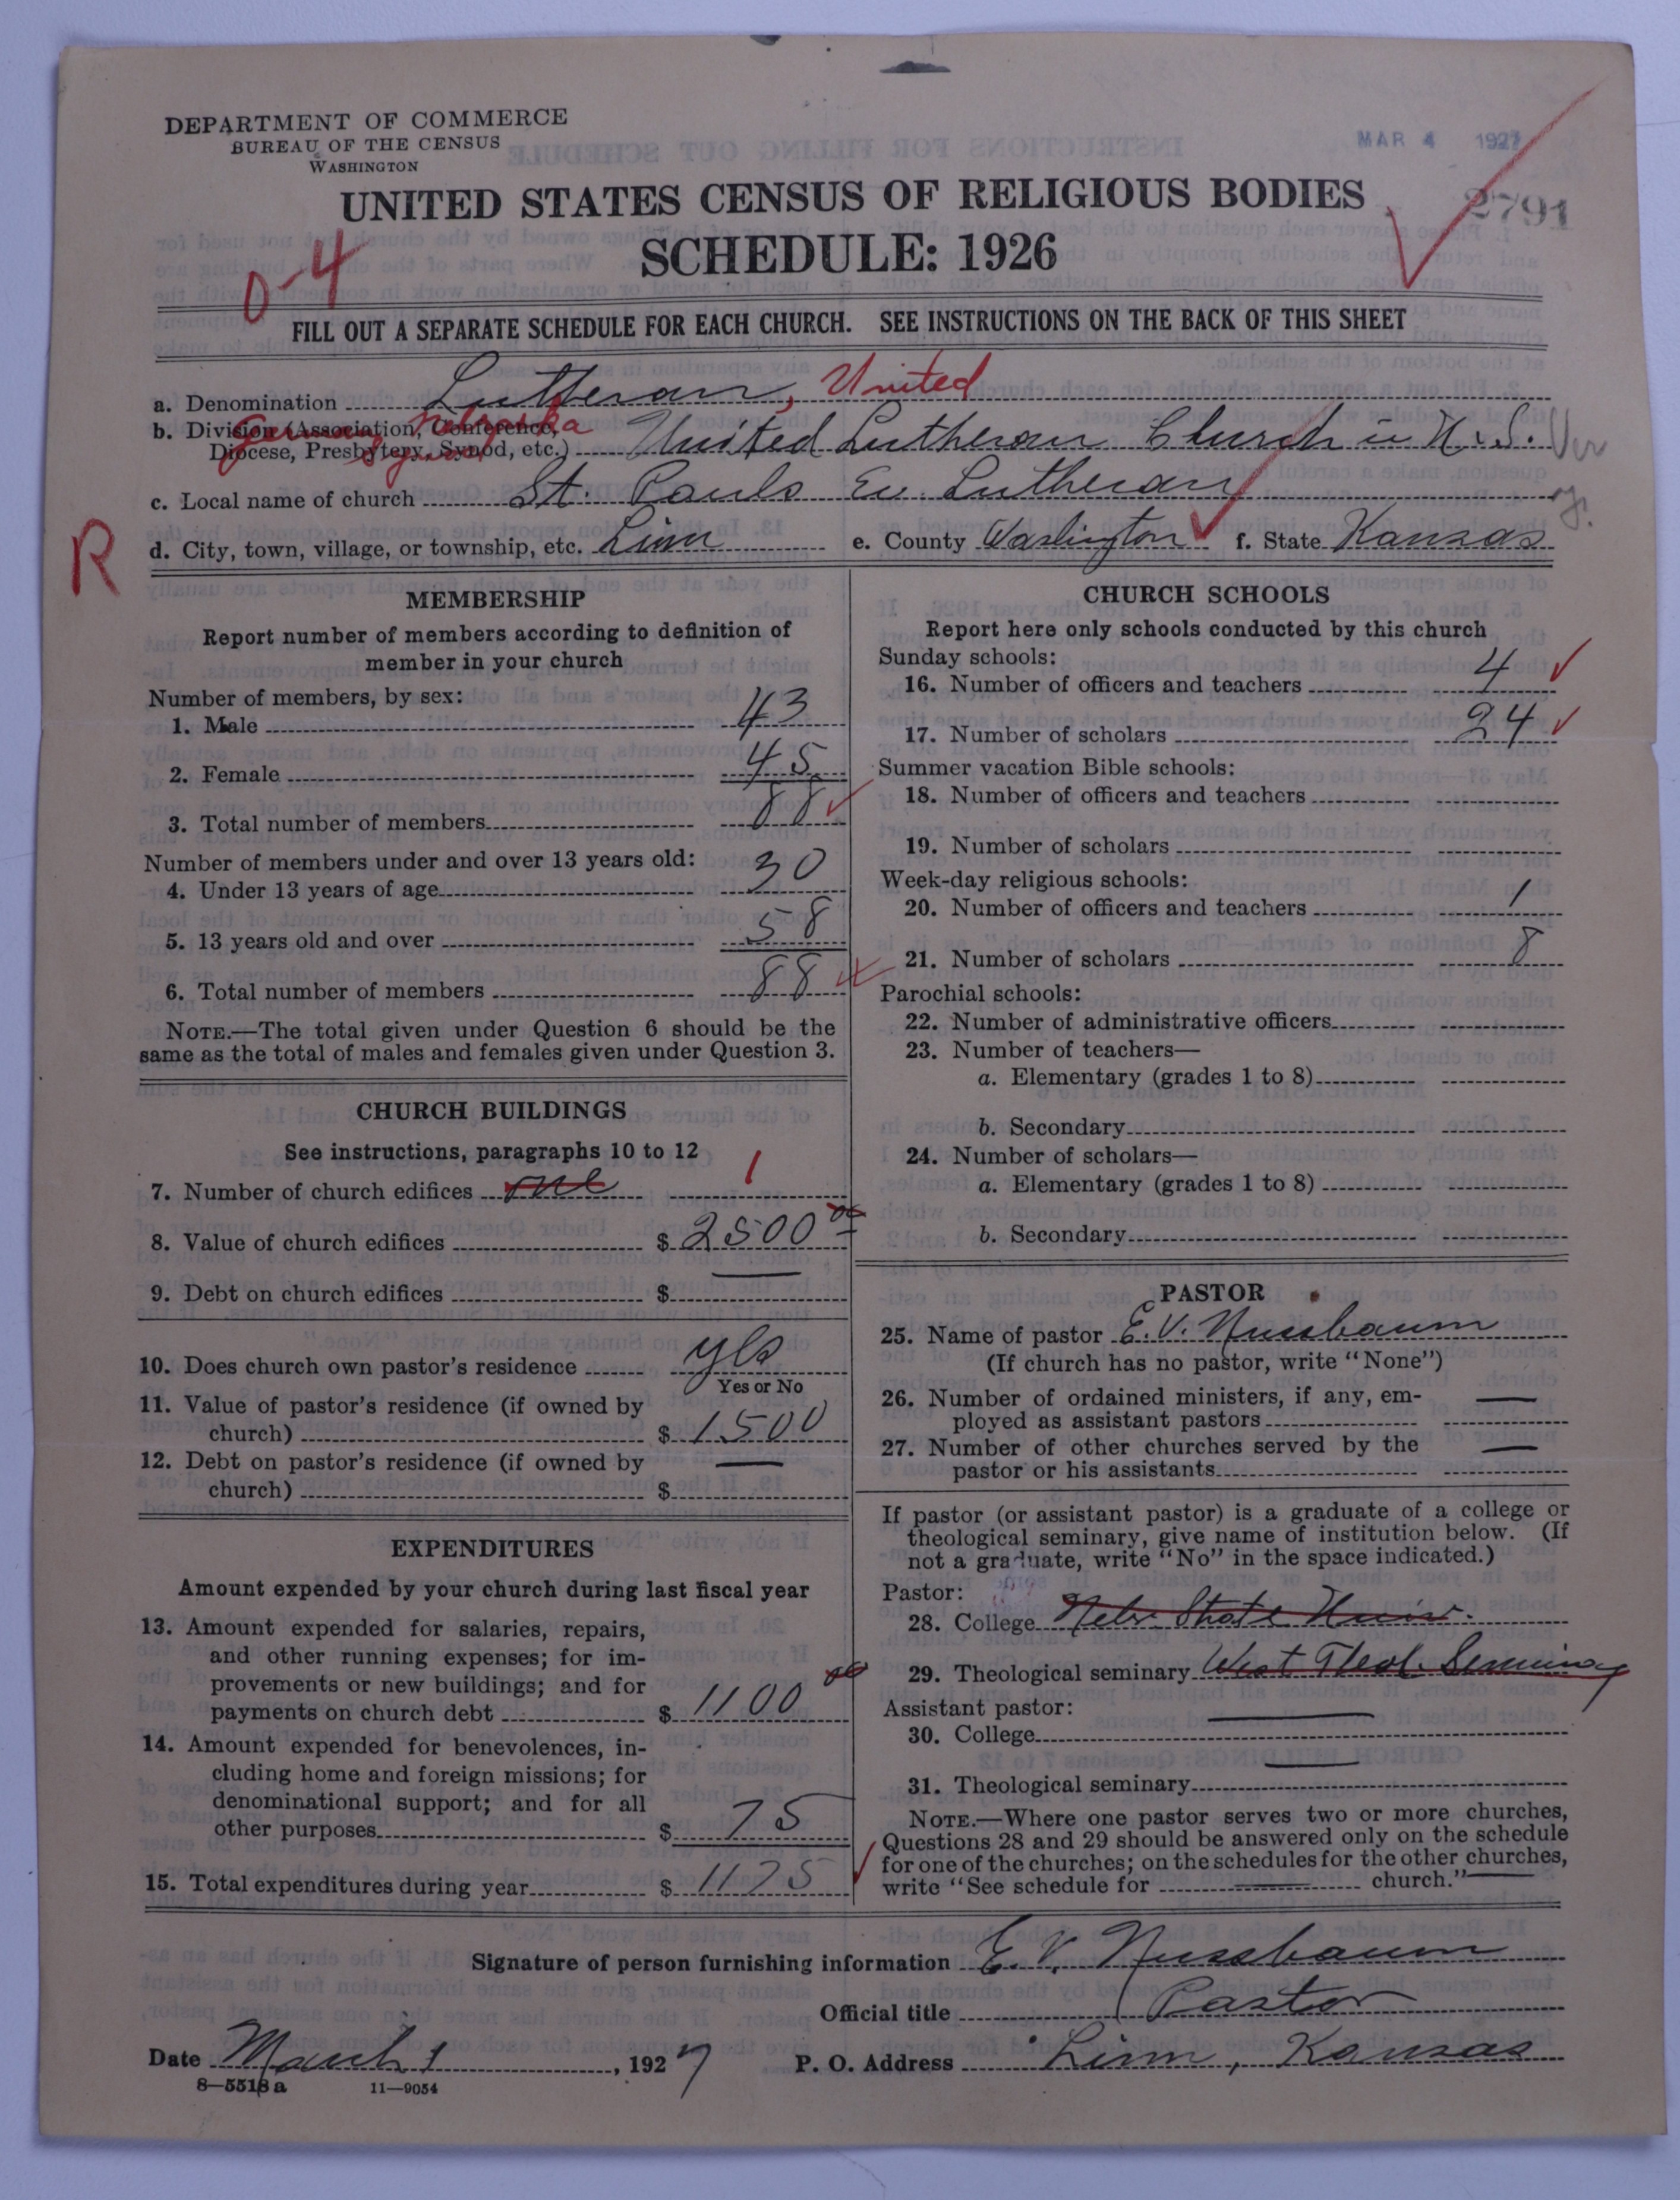 DEPARTMENT OF COMMERCE
BUREAU OF THE CENSUS
WASHINGTON
MAR 4 1927
2791
UNITED STATES CENSUS OF RELIGIOUS BODIES
SCHEDULE: 1926
0-4
FILL OUT A SEPARATE SCHEDULE FOR EACH CHURCH. SEE INSTRUCTIONS ON THE BACK OF THIS SHEET
a. Denomination Lutheran, United
German Nebraska Synod
b. Division (Association, Conference,
Diocese, Presbytery, Synod, etc.) United Lutheran Church in U.S.
c. Local name of church St. Pauls Ev. Lutheran
R
d. City, town, village, or township, etc. Linn e. County Washington f. State Kansas
MEMBERSHIP
Report number of members according to definition of
member in your church
Number of members, by sex:
1. Male 43
2. Female 45
3. Total number of members 88
Number of members under and over 13 years old:
4. Under 13 years of age 30
5. 13 years old and over 58
6. Total number of members 88
NOTE.—The total given under Question 6 should be the
same as the total of males and females given under Question 3.
CHURCH BUILDINGS
See instructions, paragraphs 10 to 12
7. Number of church edifices one 1
8. Value of church edifices $ 2500 00
9. Debt on church edifices $ —
10. Does church own pastor's residence yes
Yes or No
11. Value of pastor's residence (if owned by
church) $ 1500
12. Debt on pastor's residence (if owned by
church) $ —
EXPENDITURES
Amount expended by your church during last fiscal year
13. Amount expended for salaries, repairs,
and other running expenses; for im-
provements or new buildings; and for
payments on church debt $ 1100 00
14. Amount expended for benevolences, in-
cluding home and foreign missions; for
denominational support; and for all
other purposes $ 75
15. Total expenditures during year $ 1175
CHURCH SCHOOLS
Report here only schools conducted by this church
Sunday schools:
16. Number of officers and teachers 4
17. Number of scholars 24
Summer vacation Bible schools:
18. Number of officers and teachers
19. Number of scholars
Week-day religious schools:
20. Number of officers and teachers 1
21. Number of scholars 8
Parochial schools:
22. Number of administrative officers
23. Number of teachers—
a. Elementary (grades 1 to 8)
b. Secondary
24. Number of scholars—
a. Elementary (grades 1 to 8)
b. Secondary
PASTOR
25. Name of pastor E. V. Nussbaum
(If church has no pastor, write "None")
26. Number of ordained ministers, if any, em-
ployed as assistant pastors —
27. Number of other churches served by the
pastor or his assistants —
If pastor (or assistant pastor) is a graduate of a college or
theological seminary, give name of institution below. (If
not a graduate, write "No" in the space indicated.)
Pastor:
28. College Nebr. State Univ.
29. Theological seminary West Theol. Seminary
Assistant pastor:
30. College —
31. Theological seminary —
NOTE.—Where one pastor serves two or more churches,
Questions 28 and 29 should be answered only on the schedule
for one of the churches; on the schedules for the other churches,
write "See schedule for — church." —
Signature of person furnishing information E. V. Nussbaum
Official title Pastor
Date March 1, 1927 P. O. Address Linn, Kansas
8—5518 a 11—9054